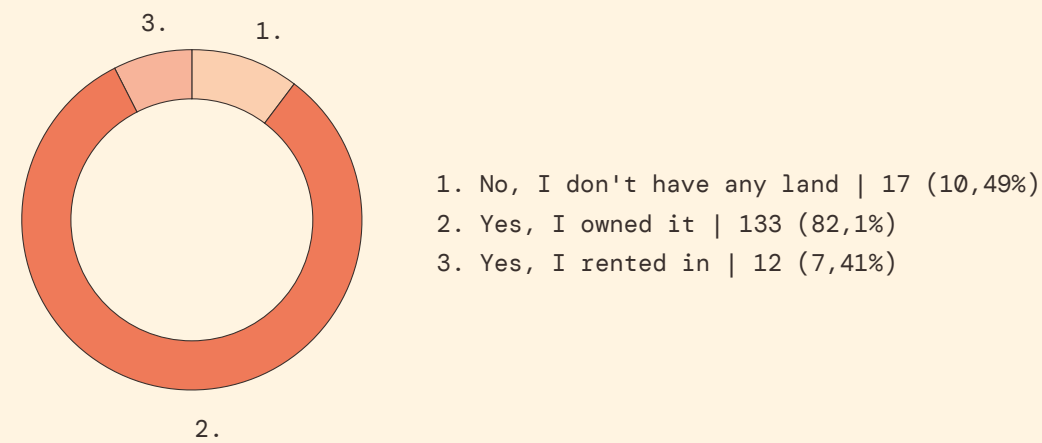 3.
1.
1. No, I don't have any land | 17 (10,49%)
2. Yes, I owned it | 133 (82,1%)
3. Yes, I rented in | 12 (7,41%)
2.